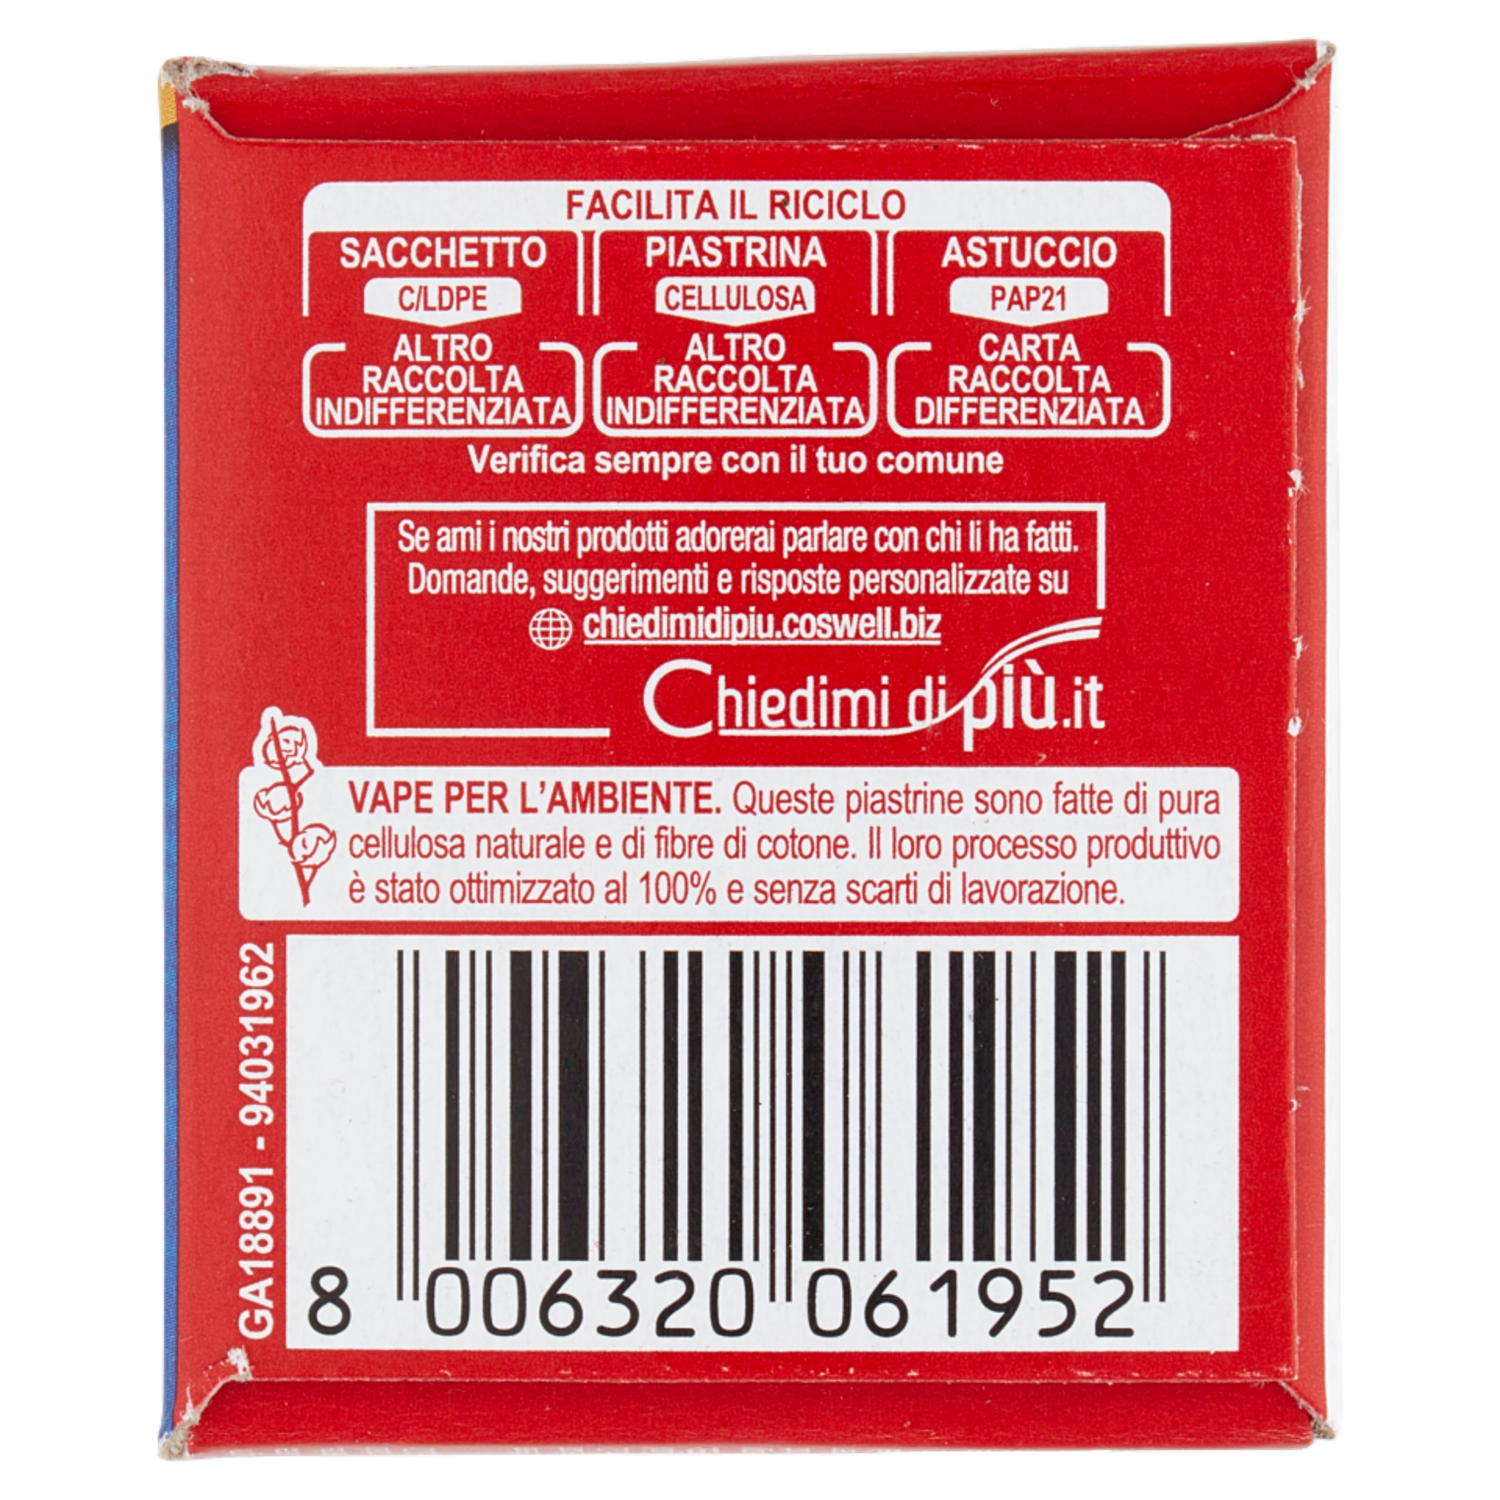 FACILITA IL RICICLO
SACCHETTO
C/LDPE
ALTRO
RACCOLTA
INDIFFERENZIATA
PIASTRINA
CELLULOSA
ALTRO
RACCOLTA
INDIFFERENZIATA
ASTUCCIO
PAP21
CARTA
RACCOLTA
DIFFERENZIATA
Verifica sempre con il tuo comune
Se ami i nostri prodotti adorerai parlare con chi li ha fatti.
Domande, suggerimenti e risposte personalizzate su
chiedimidipiu.coswell.biz
Chiedimi di più.it
VAPE PER L'AMBIENTE. Queste piastrine sono fatte di pura
cellulosa naturale e di fibre di cotone. Il loro processo produttivo
è stato ottimizzato al 100% e senza scarti di lavorazione.
GA18891 - 94031962
8 006320 061952